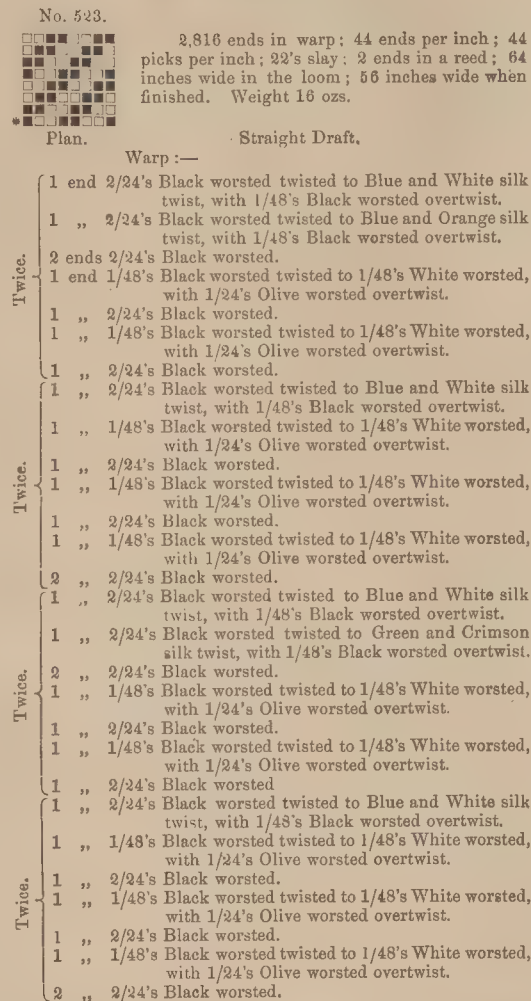 No. 523.
2,816 ends in warp; 44 ends per inch; 44
picks per inch; 22's slay; 2 ends in a reed; 64
inches wide in the loom; 56 inches wide when
finished. Weight 16 ozs.
Plan.
Straight Draft.
Warp :—
Twice.
1 end 2/24's Black worsted twisted to Blue and White silk
twist, with 1/48's Black worsted overtwist.
1 „ 2/24's Black worsted twisted to Blue and Orange silk
twist, with 1/48's Black worsted overtwist.
2 ends 2/24's Black worsted.
1 end 1/48's Black worsted twisted to 1/48's White worsted,
with 1/24's Olive worsted overtwist.
1 „ 2/24's Black worsted.
1 „ 1/48's Black worsted twisted to 1/48's White worsted,
with 1/24's Olive worsted overtwist.
1 „ 2/24's Black worsted.
Twice.
1 „ 2/24's Black worsted twisted to Blue and White silk
twist, with 1/48's Black worsted overtwist.
1 „ 1/48's Black worsted twisted to 1/48's White worsted,
with 1/24's Olive worsted overtwist.
1 „ 2/24's Black worsted.
1 „ 1/48's Black worsted twisted to 1/48's White worsted,
with 1/24's Olive worsted overtwist.
1 „ 2/24's Black worsted.
1 „ 1/48's Black worsted twisted to 1/48's White worsted,
with 1/24's Olive worsted overtwist.
2 „ 2/24's Black worsted.
Twice.
1 „ 2/24's Black worsted twisted to Blue and White silk
twist, with 1/48's Black worsted overtwist.
1 „ 2/24's Black worsted twisted to Green and Crimson
silk twist, with 1/48's Black worsted overtwist.
2 „ 2/24's Black worsted.
1 „ 1/48's Black worsted twisted to 1/48's White worsted,
with 1/24's Olive worsted overtwist.
1 „ 2/24's Black worsted.
1 „ 1/48's Black worsted twisted to 1/48's White worsted,
with 1/24's Olive worsted overtwist.
1 „ 2/24's Black worsted
Twice.
1 „ 2/24's Black worsted twisted to Blue and White silk
twist, with 1/48's Black worsted overtwist.
1 „ 1/48's Black worsted twisted to 1/48's White worsted,
with 1/24's Olive worsted overtwist.
1 „ 2/24's Black worsted.
1 „ 1/48's Black worsted twisted to 1/48's White worsted,
with 1/24's Olive worsted overtwist.
1 „ 2/24's Black worsted.
1 „ 1/48's Black worsted twisted to 1/48's White worsted,
with 1/24's Olive worsted overtwist.
2 „ 2/24's Black worsted.